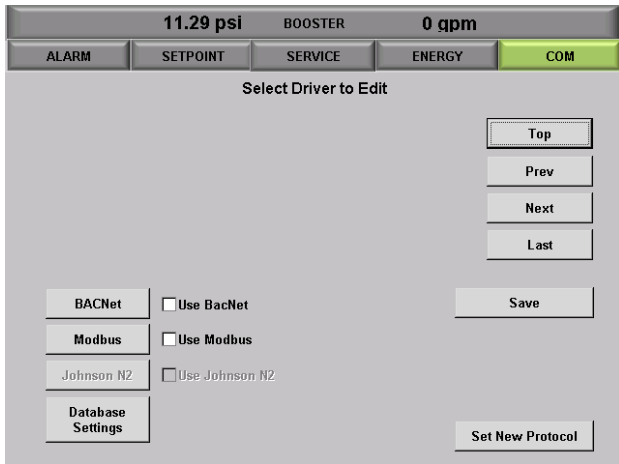 11.29 psi BOOSTER 0 gpm
ALARM SETPOINT SERVICE ENERGY COM
Select Driver to Edit
Top
Prev
Next
Last
BACNet Use BacNet Save
Modbus Use Modbus
Johnson N2 Use Johnson N2
Database
Settings
Set New Protocol